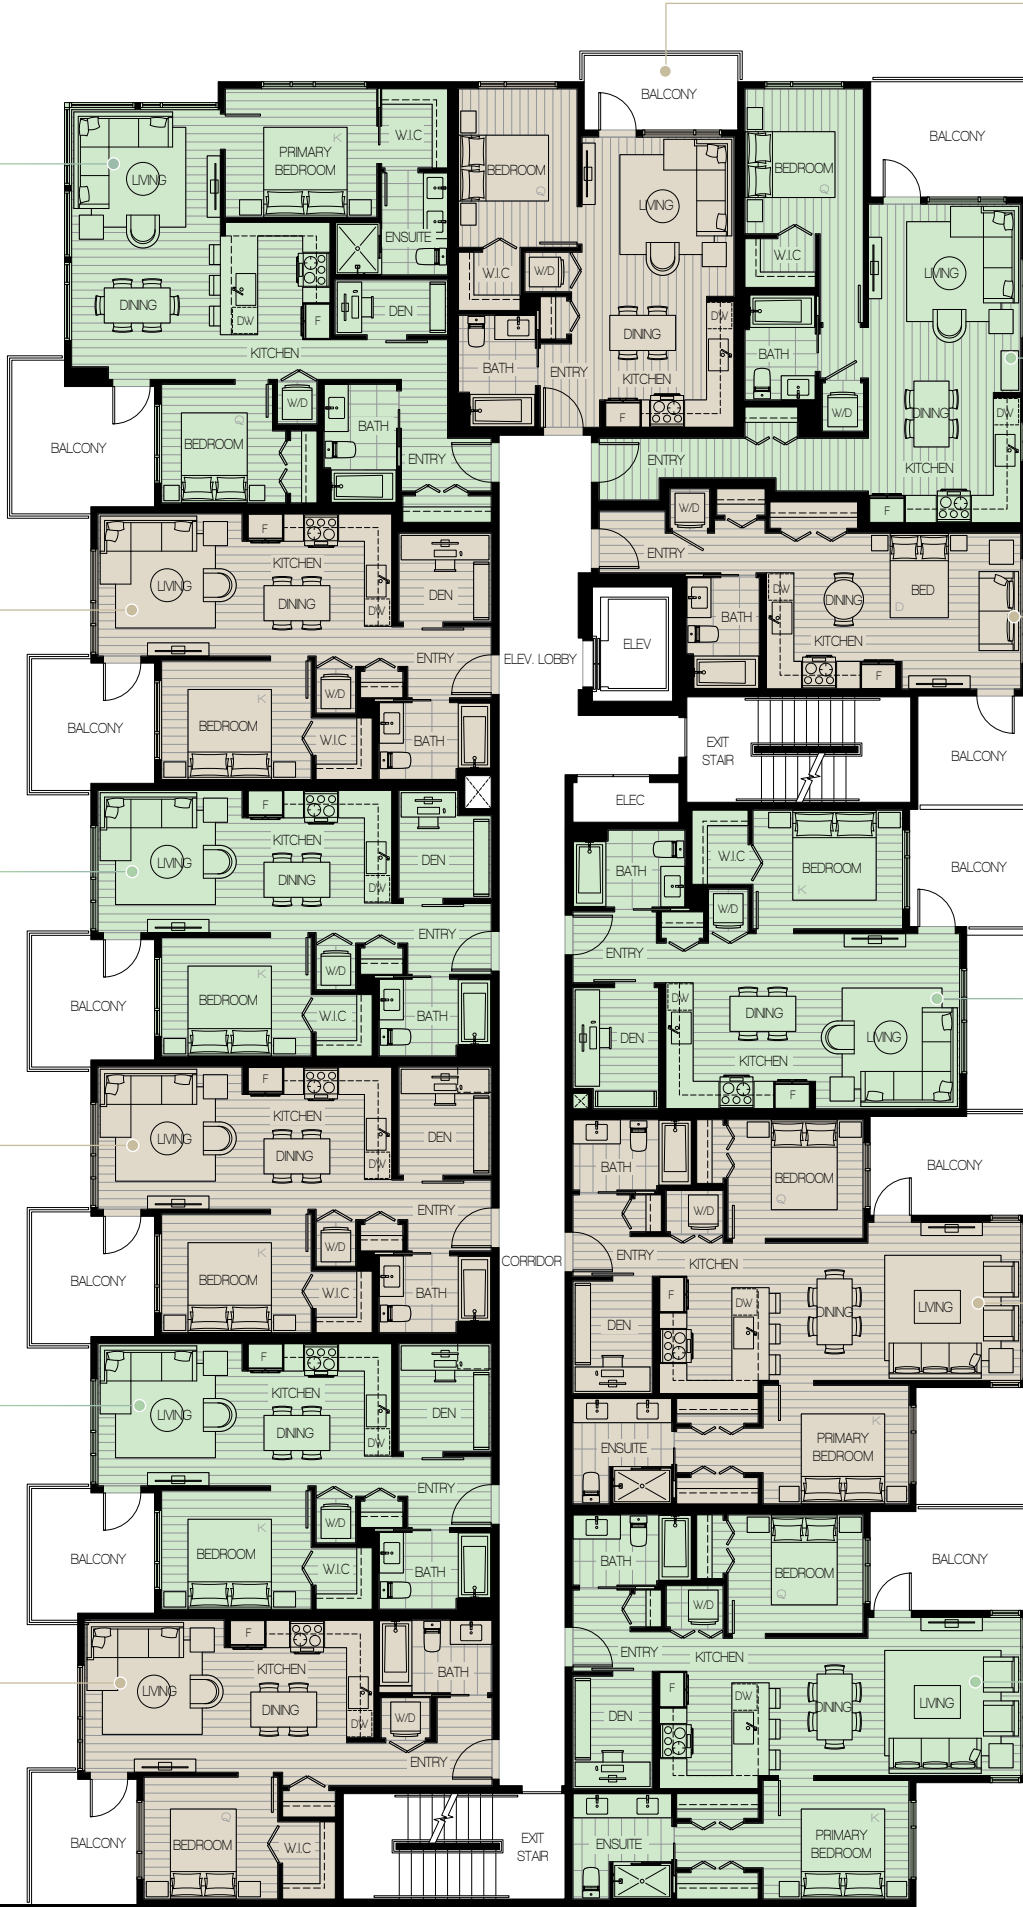 BALCONY
BALCONY
LIVING
PRIMARY
BEDROOM
K
W.I.C
ENSUITE
DINING
DW
F
DEN
KITCHEN
BEDROOM
Q
W.I.C
W/D
LIVING
DINING
DW
KITCHEN
F
BATH
ENTRY
BEDROOM
Q
W.I.C
BATH
W/D
LIVING
DINING
DW
KITCHEN
F
ENTRY
BALCONY
BEDROOM
Q
W/D
BATH
ENTRY
LIVING
F
KITCHEN
DINING
DW
DEN
ENTRY
BALCONY
BEDROOM
K
W/D
W.I.C
BATH
ELEV. LOBBY
ELEV
W/D
ENTRY
BATH
DW
DINING
KITCHEN
F
BED
D
BALCONY
EXIT
STAIR
ELEC
LIVING
F
KITCHEN
DINING
DW
DEN
ENTRY
BALCONY
BEDROOM
K
W/D
W.I.C
BATH
BATH
W.I.C
BEDROOM
K
W/D
BALCONY
ENTRY
DEN
DW
DINING
KITCHEN
F
LIVING
LIVING
F
KITCHEN
DINING
DW
DEN
ENTRY
BALCONY
BEDROOM
K
W/D
W.I.C
BATH
CORRIDOR
BATH
BEDROOM
Q
W/D
BALCONY
ENTRY
KITCHEN
F
DW
DINING
LIVING
DEN
ENSUITE
PRIMARY
BEDROOM
K
LIVING
F
KITCHEN
DINING
DW
DEN
ENTRY
BALCONY
BEDROOM
K
W/D
W.I.C
BATH
BATH
BEDROOM
Q
W/D
BALCONY
ENTRY
KITCHEN
F
DW
DINING
LIVING
DEN
ENSUITE
PRIMARY
BEDROOM
K
LIVING
F
KITCHEN
DINING
DW
BATH
W/D
ENTRY
BALCONY
BEDROOM
Q
W.I.C
EXIT
STAIR